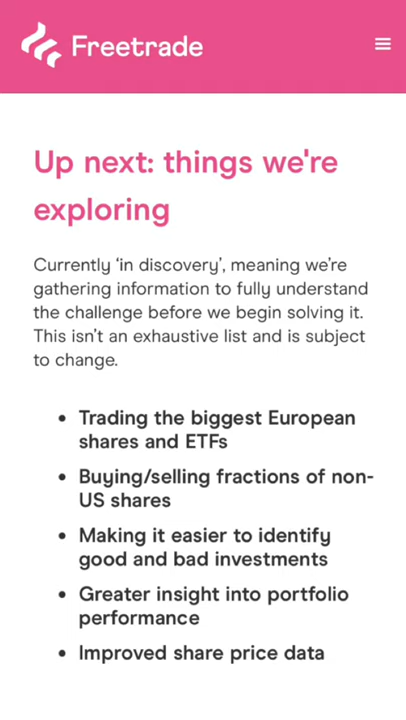 Freetrade
Up next: things we're
exploring
Currently ‘in discovery’, meaning we’re
gathering information to fully understand
the challenge before we begin solving it.
This isn’t an exhaustive list and is subject
to change.
• Trading the biggest European
shares and ETFs
• Buying/selling fractions of non-
US shares
• Making it easier to identify
good and bad investments
• Greater insight into portfolio
performance
• Improved share price data